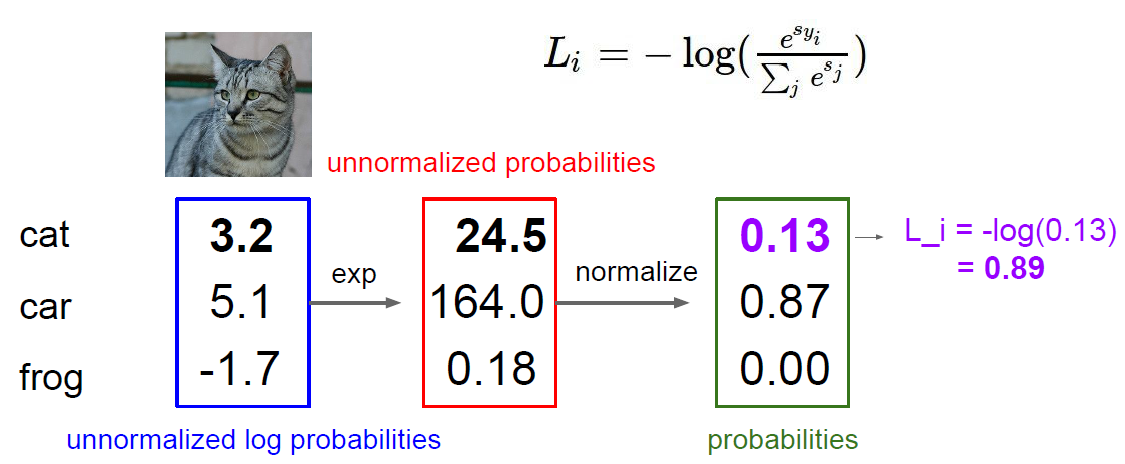 L_i = − log(e^{s_{y_i}} / ∑_j e^{s_j})
unnormalized probabilities
cat 3.2 24.5 0.13 L_i = -log(0.13)
= 0.89
exp normalize
car 5.1 164.0 0.87
frog -1.7 0.18 0.00
unnormalized log probabilities probabilities